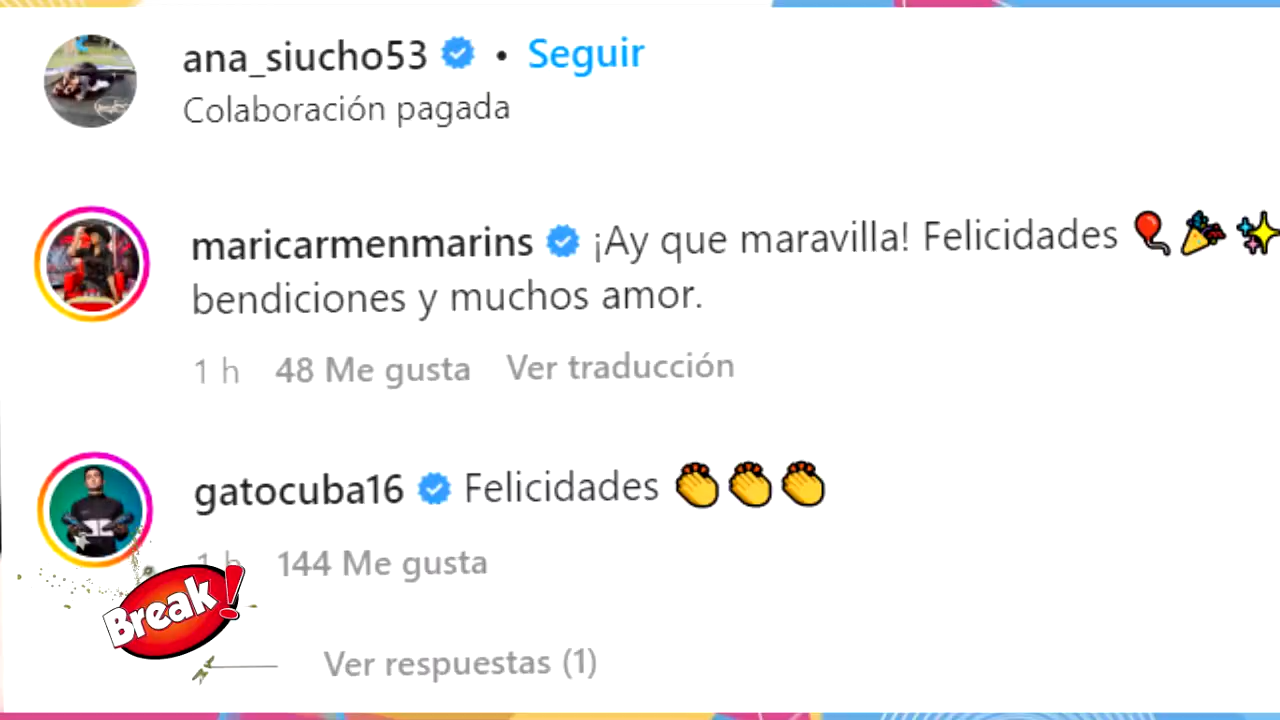 ana_siucho53 • Seguir
Colaboración pagada
maricarmenmarins ¡Ay que maravilla! Felicidades 🎈🎉✨
bendiciones y muchos amor.
1 h 48 Me gusta Ver traducción
gatocuba16 Felicidades 👏👏👏
1 h 144 Me gusta
Break!
Ver respuestas (1)